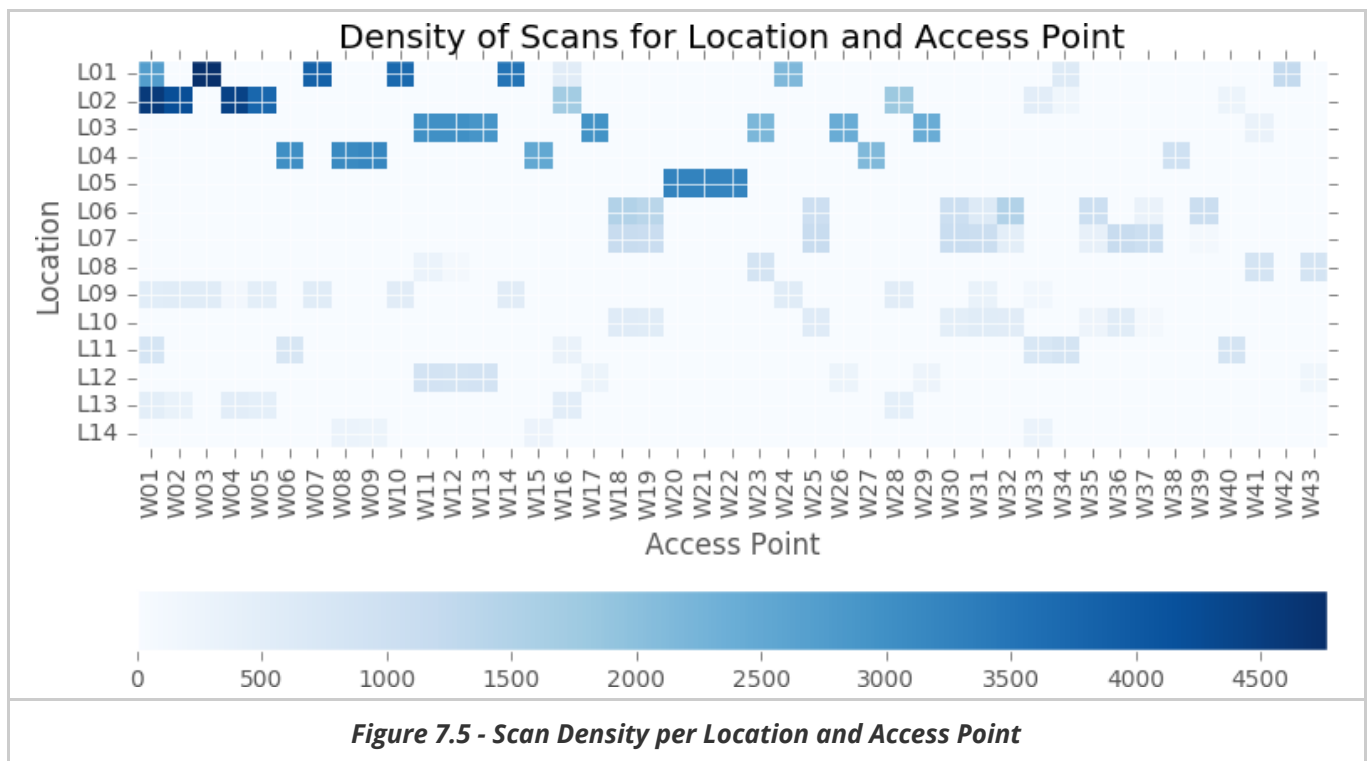 Density of Scans for Location and Access Point
L01
L02
L03
L04
L05
L06
L07
L08
L09
L10
L11
L12
L13
L14
Location
W01 W02 W03 W04 W05 W06 W07 W08 W09 W10 W11 W12 W13 W14 W15 W16 W17 W18 W19 W20 W21 W22 W23 W24 W25 W26 W27 W28 W29 W30 W31 W32 W33 W34 W35 W36 W37 W38 W39 W40 W41 W42 W43
Access Point
0 500 1000 1500 2000 2500 3000 3500 4000 4500
Figure 7.5 - Scan Density per Location and Access Point